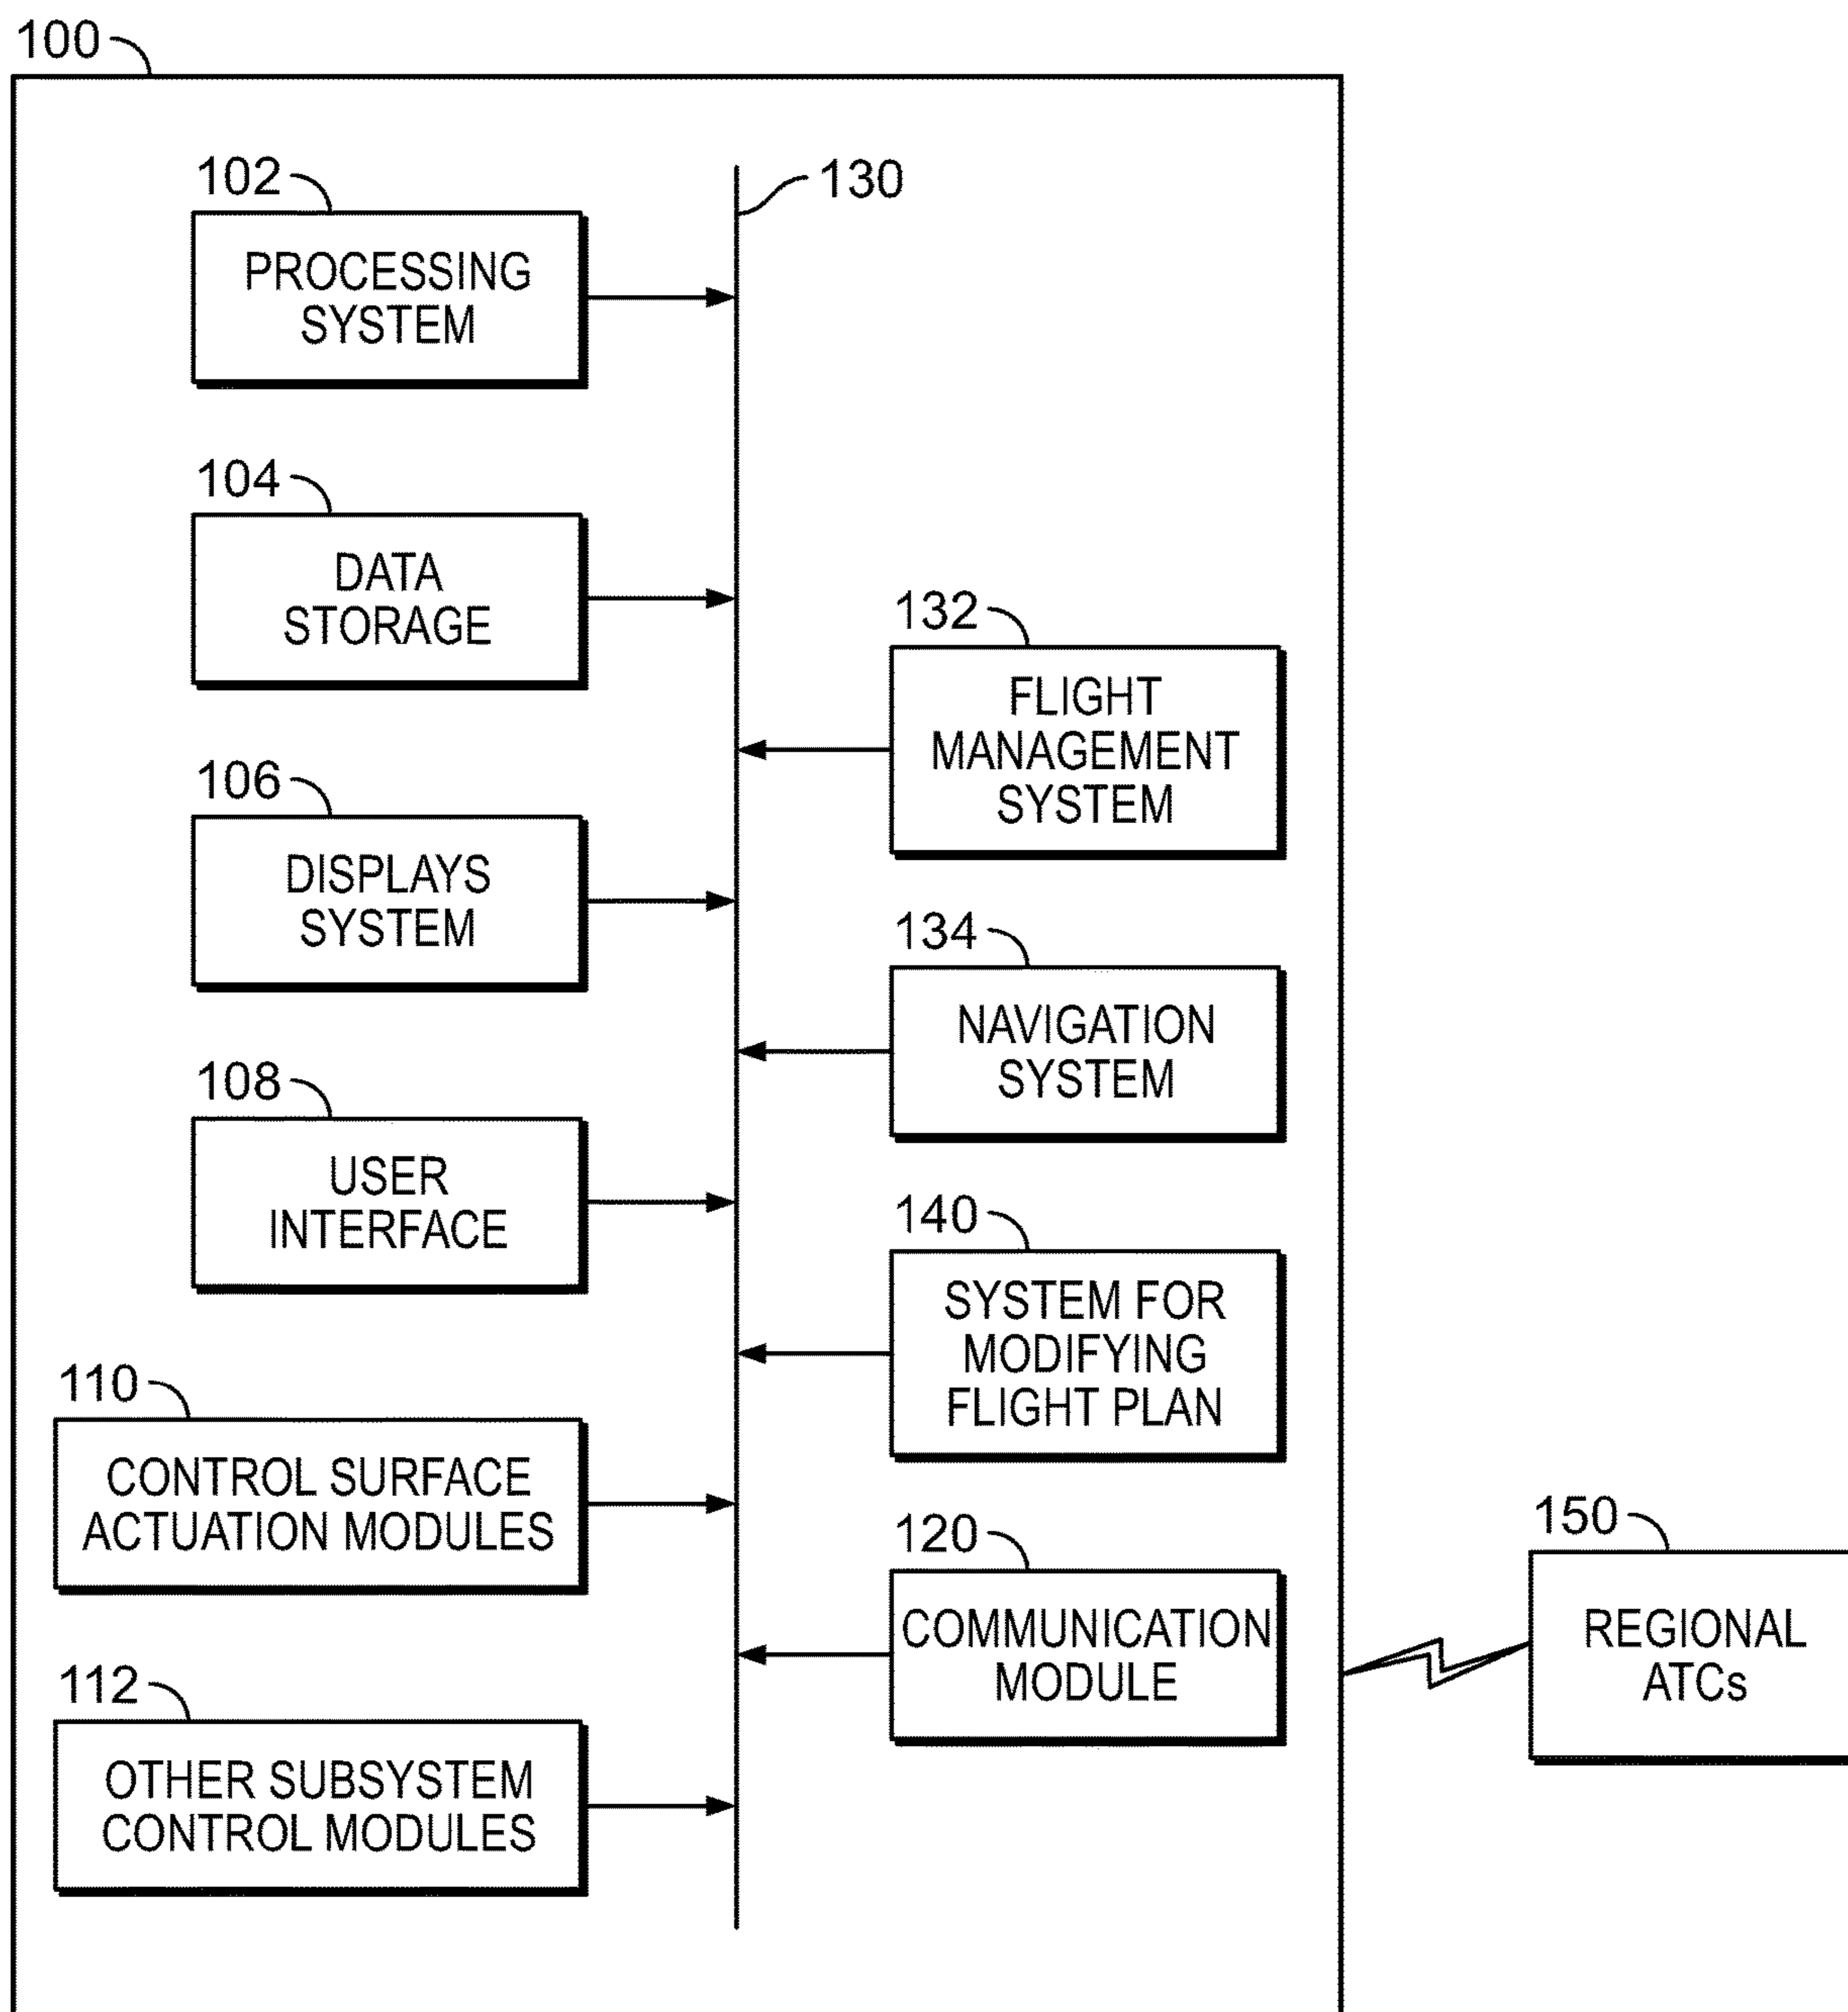 100
102
PROCESSING
SYSTEM
130
104
DATA
STORAGE
132
FLIGHT
MANAGEMENT
SYSTEM
106
DISPLAYS
SYSTEM
134
NAVIGATION
SYSTEM
108
USER
INTERFACE
140
SYSTEM FOR
MODIFYING
FLIGHT PLAN
110
CONTROL SURFACE
ACTUATION MODULES
120
COMMUNICATION
MODULE
150
REGIONAL
ATCs
112
OTHER SUBSYSTEM
CONTROL MODULES